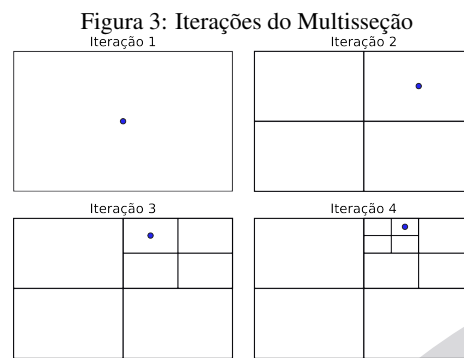 Figura 3: Iterações do Multisseção
Iteração 1
Iteração 2
Iteração 3
Iteração 4